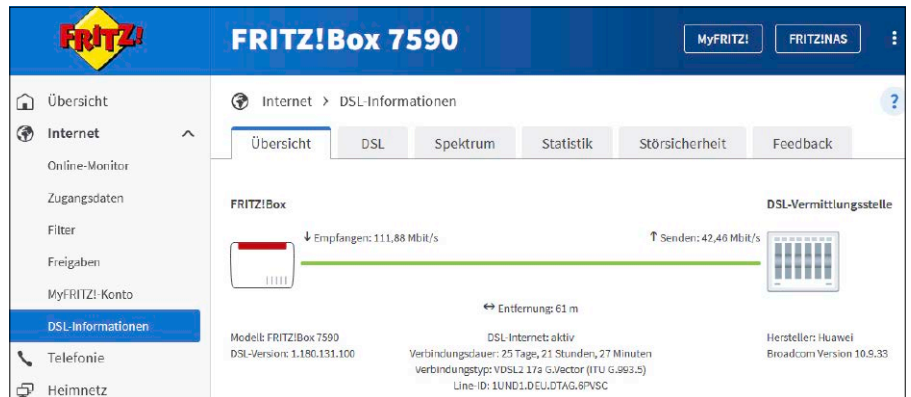 FRITZ!
FRITZ!Box 7590
MyFRITZ!
FRITZ!NAS
Übersicht
Internet
Online-Monitor
Zugangsdaten
Filter
Freigaben
MyFRITZ!-Konto
DSL-Informationen
Telefonie
Heimnetz
Internet > DSL-Informationen
?
Übersicht
DSL
Spektrum
Statistik
Störsicherheit
Feedback
FRITZ!Box
DSL-Vermittlungsstelle
↓ Empfangen: 111,88 Mbit/s
↑ Senden: 42,46 Mbit/s
↔ Entfernung: 61 m
Modell: FRITZ!Box 7590
DSL-Version: 1.180.131.100
DSL-Internet: aktiv
Verbindungsdauer: 25 Tage, 21 Stunden, 27 Minuten
Verbindungstyp: VDSL2 17a G.Vector (ITU G.993.5)
Line-ID: 1UND1.DEU.DTAG.6PVSC
Hersteller: Huawei
Broadcom Version 10.9.33